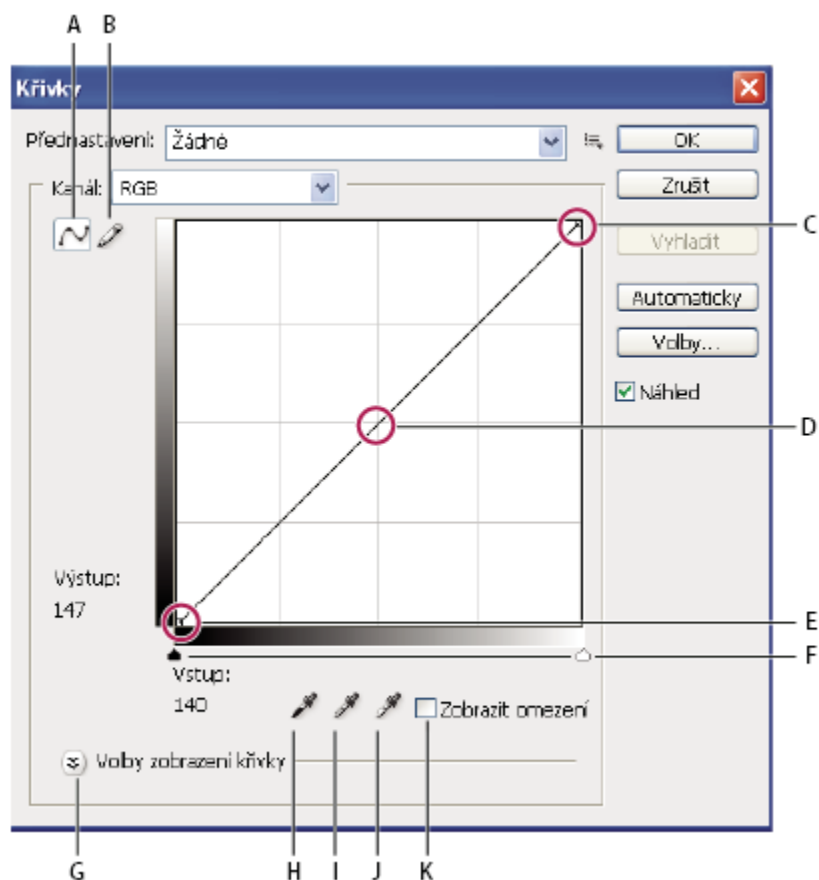 A B
Křivky
Přednastavení: Žádné
OK
Kanál: RGB
Zrušit
C
Vyhladit
Automaticky
Volby...
Náhled
D
Výstup:
147
E
F
Vstup:
140
Zobrazit omezení
Volby zobrazení křivky
G H I J K